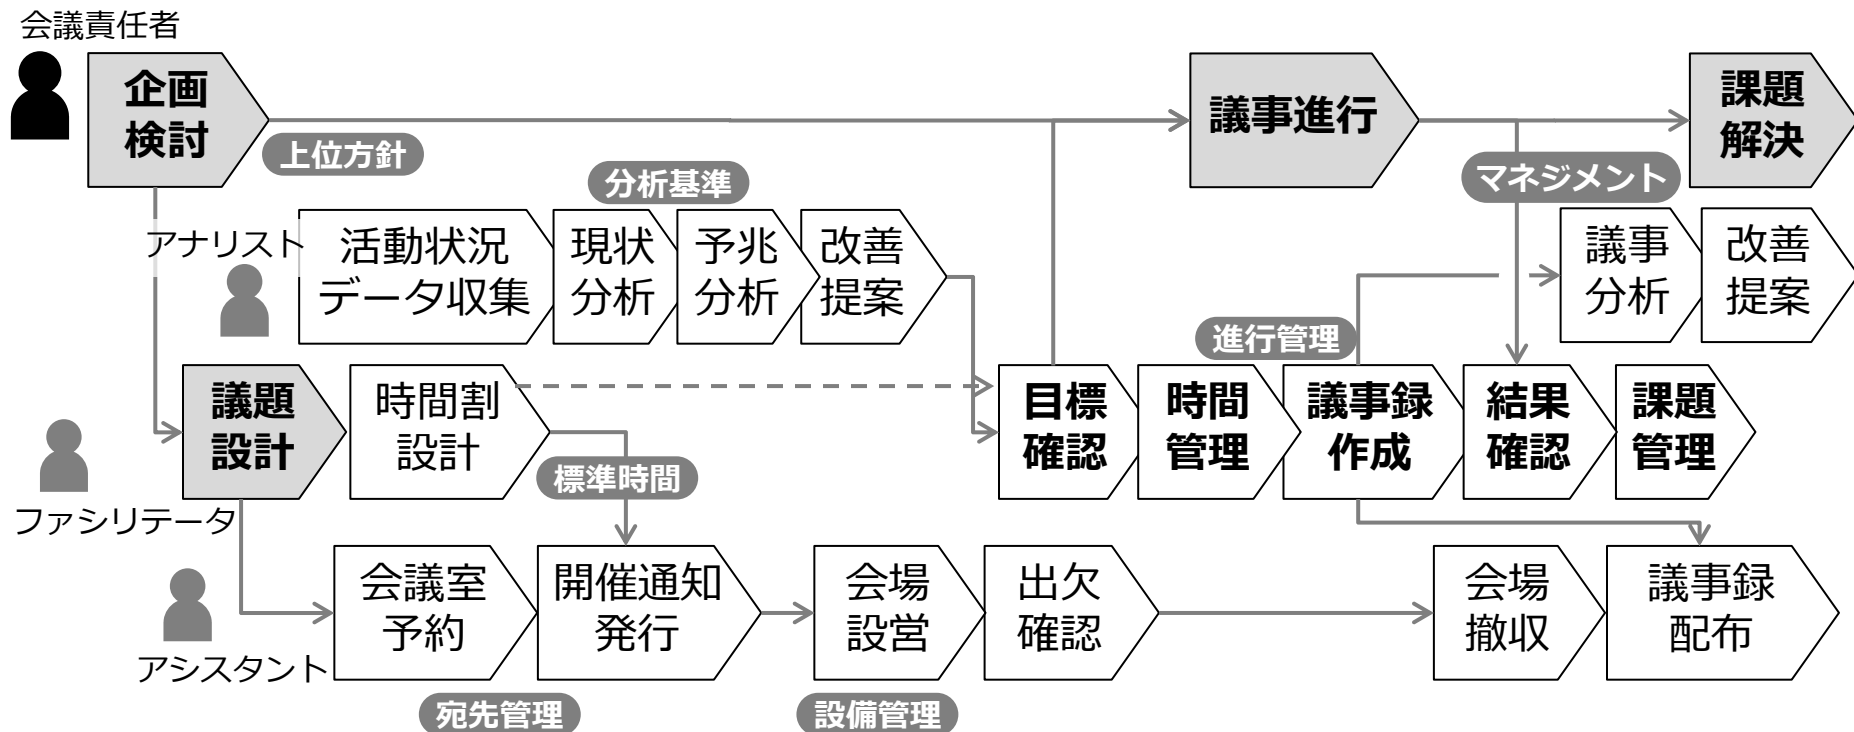 会議責任者
企画
検討
上位方針
議事進行
マネジメント
課題
解決
アナリスト
分析基準
活動状況
データ収集
現状
分析
予兆
分析
改善
提案
議事
分析
改善
提案
ファシリテータ
議題
設計
時間割
設計
標準時間
進行管理
目標
確認
時間
管理
議事録
作成
結果
確認
課題
管理
アシスタント
会議室
予約
開催通知
発行
会場
設営
出欠
確認
会場
撤収
議事録
配布
宛先管理
設備管理